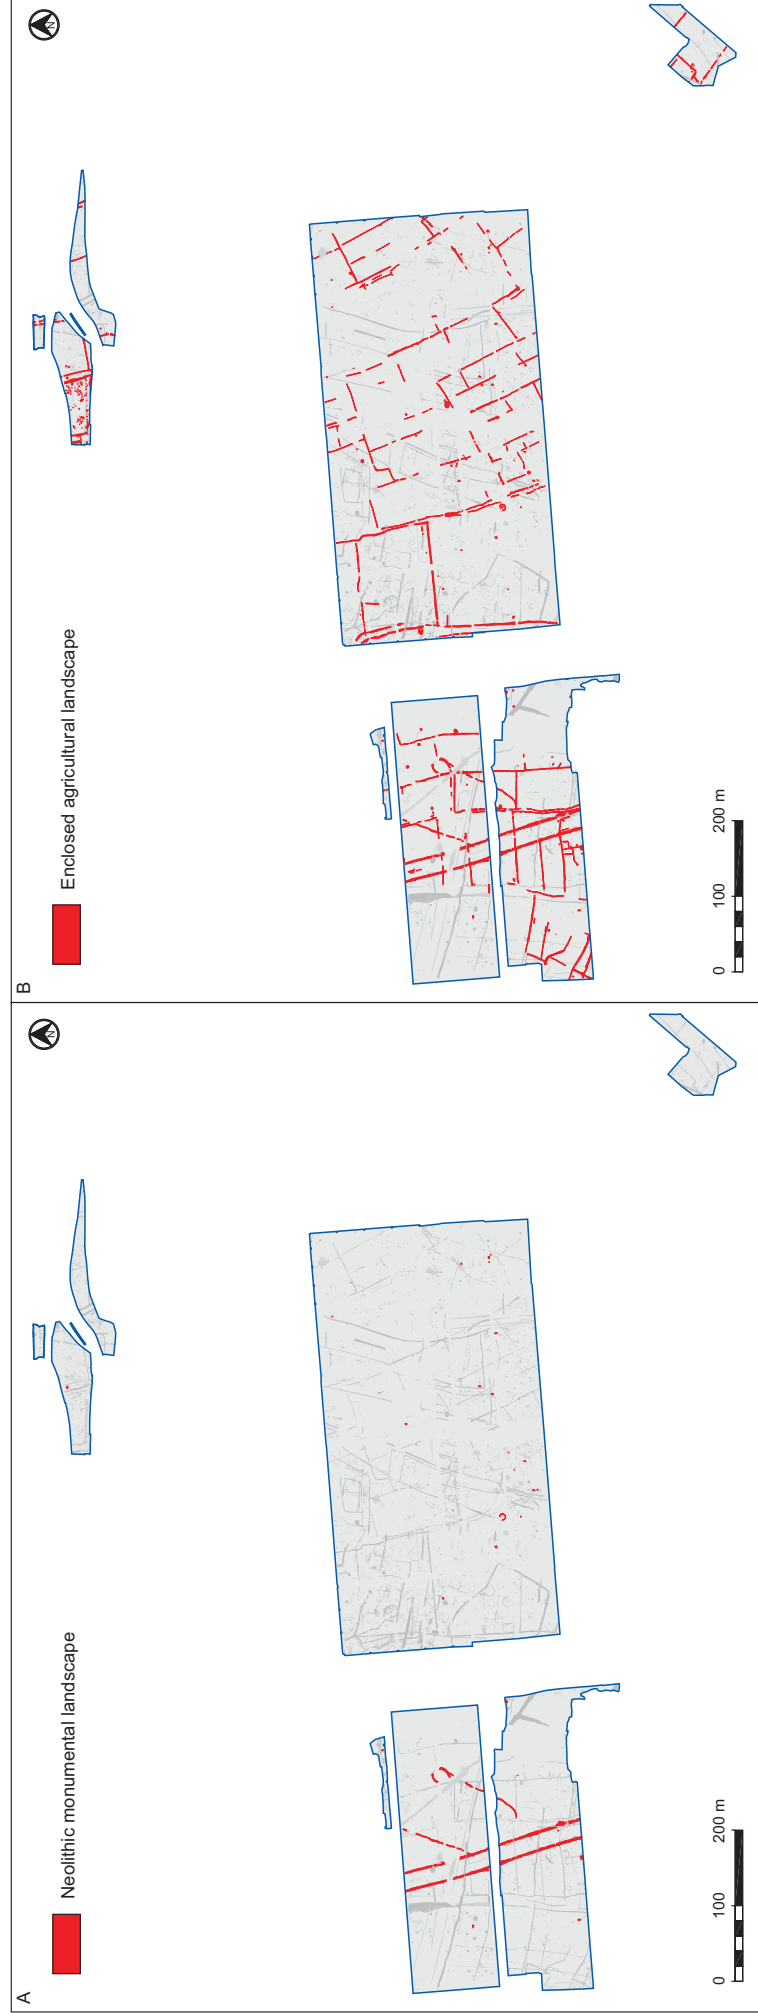 A
Neolithic monumental landscape
N
0 100 200 m
B
Enclosed agricultural landscape
N
0 100 200 m